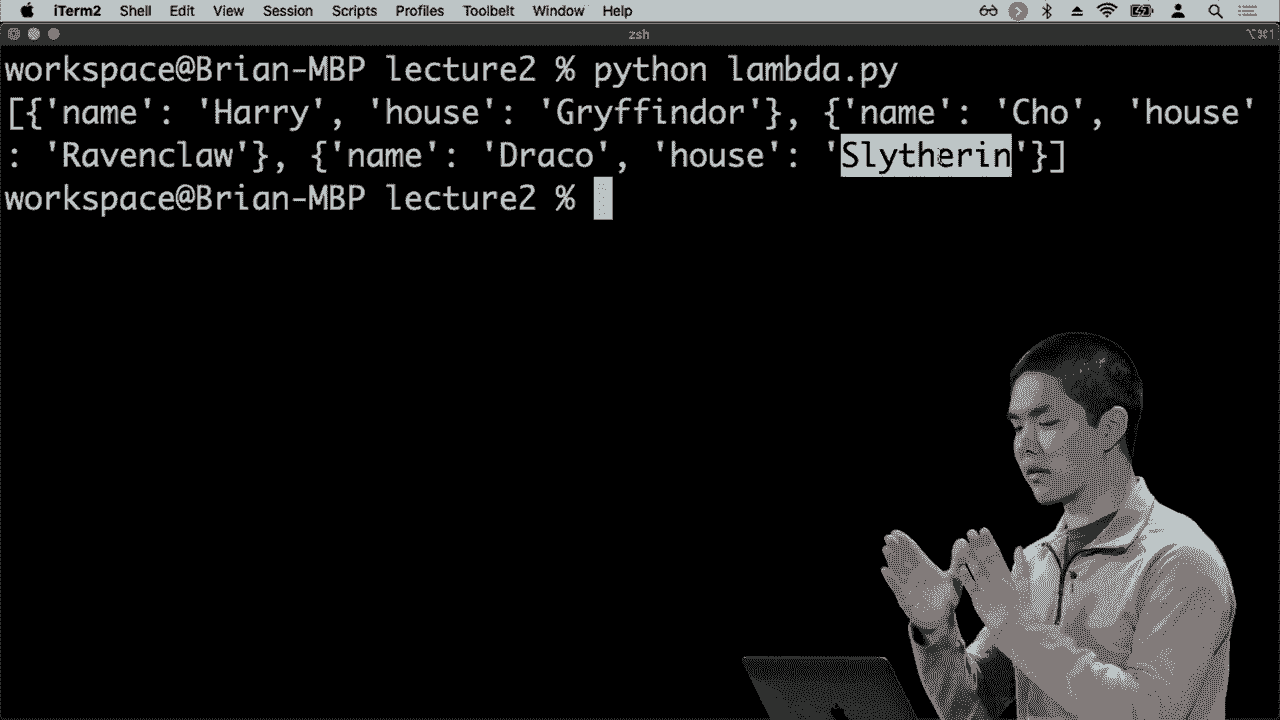 iTerm2 Shell Edit View Session Scripts Profiles Toolbelt Window Help
zsh
workspace@Brian-MBP lecture2 % python lambda.py
[{'name': 'Harry', 'house': 'Gryffindor'}, {'name': 'Cho', 'house'
: 'Ravenclaw'}, {'name': 'Draco', 'house': 'Slytherin'}]
workspace@Brian-MBP lecture2 %